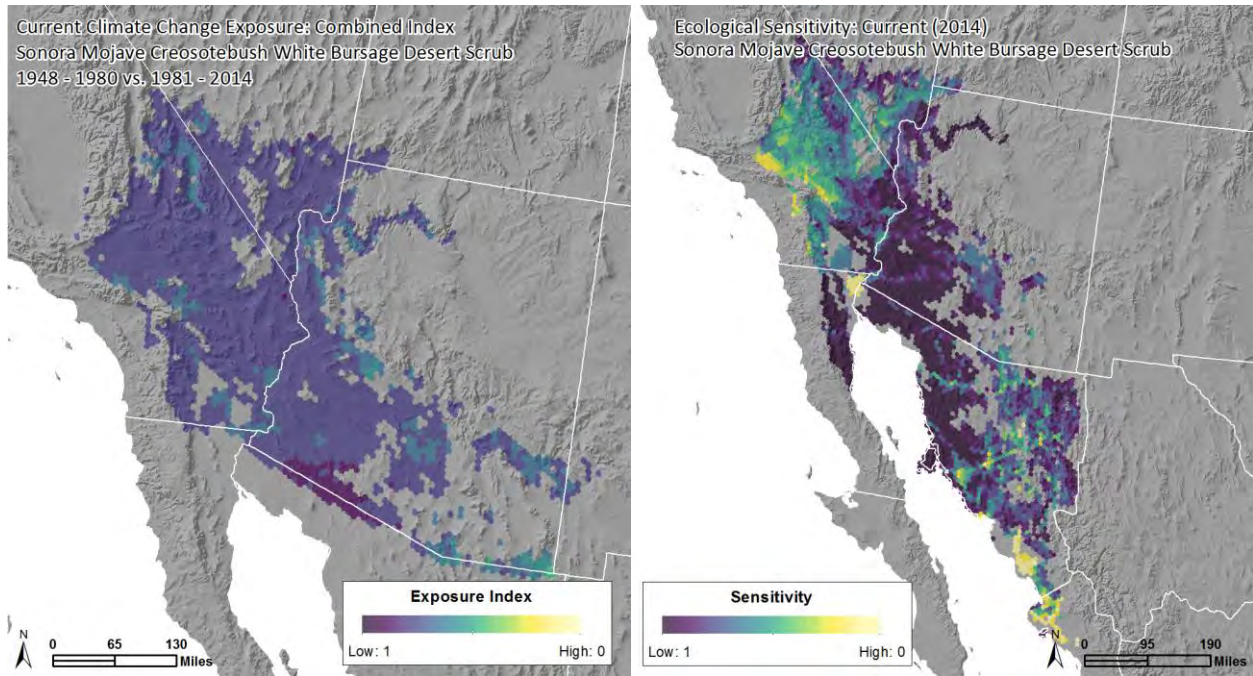 Current Climate Change Exposure: Combined Index
Sonora Mojave Creosotebush White Bursage Desert Scrub
1948 - 1980 vs. 1981 - 2014
Exposure Index
Low: 1 High: 0
N
0 65 130
Miles
Ecological Sensitivity: Current (2014)
Sonora Mojave Creosotebush White Bursage Desert Scrub
Sensitivity
Low: 1 High: 0
N
0 95 190
Miles